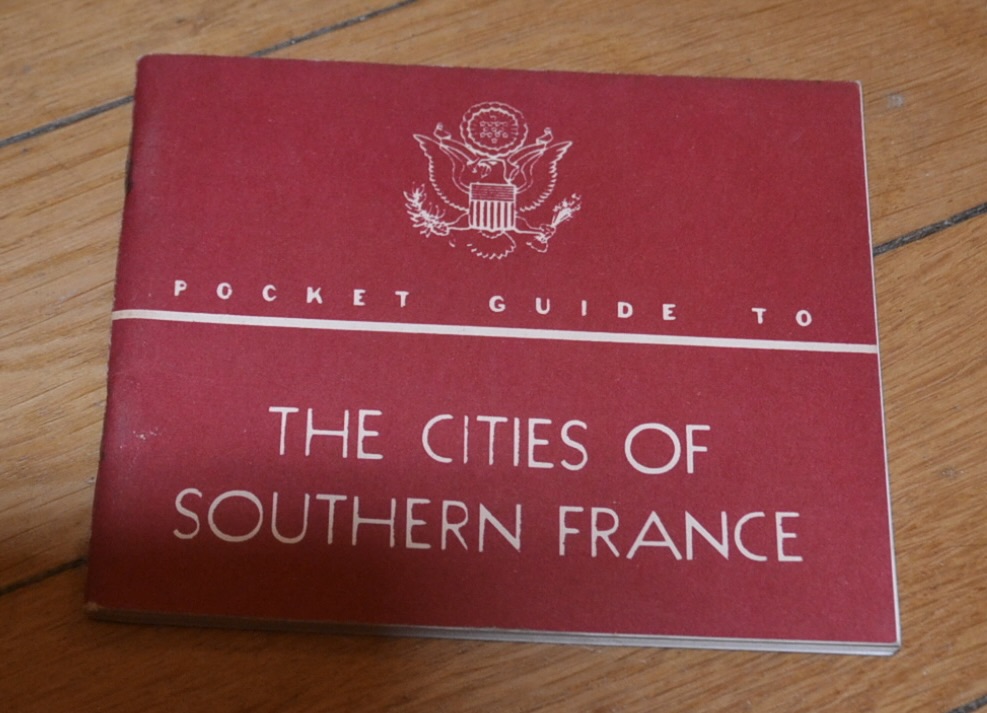 POCKET GUIDE TO
THE CITIES OF
SOUTHERN FRANCE